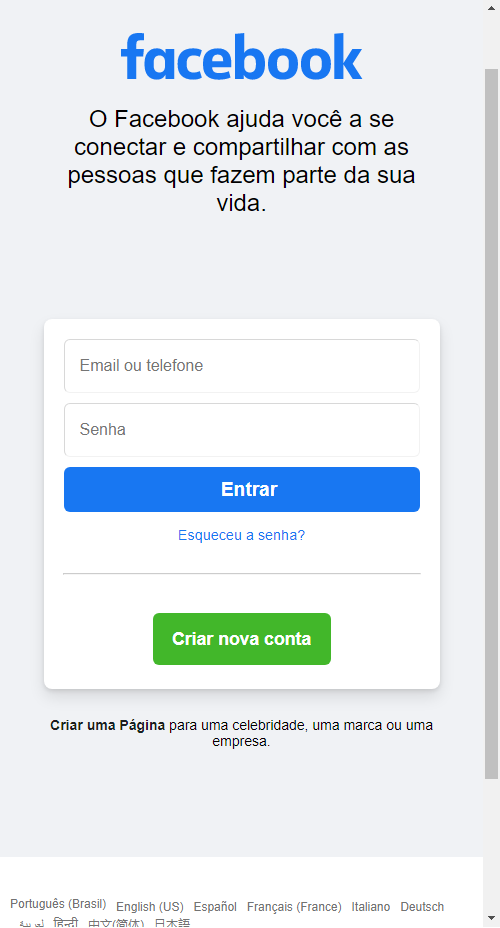 facebook
O Facebook ajuda você a se
conectar e compartilhar com as
pessoas que fazem parte da sua
vida.
Email ou telefone
Senha
Entrar
Esqueceu a senha?
Criar nova conta
Criar uma Página para uma celebridade, uma marca ou uma
empresa.
Português (Brasil) English (US) Español Français (France) Italiano Deutsch
العربية हिन्दी 中文(简体) 日本語